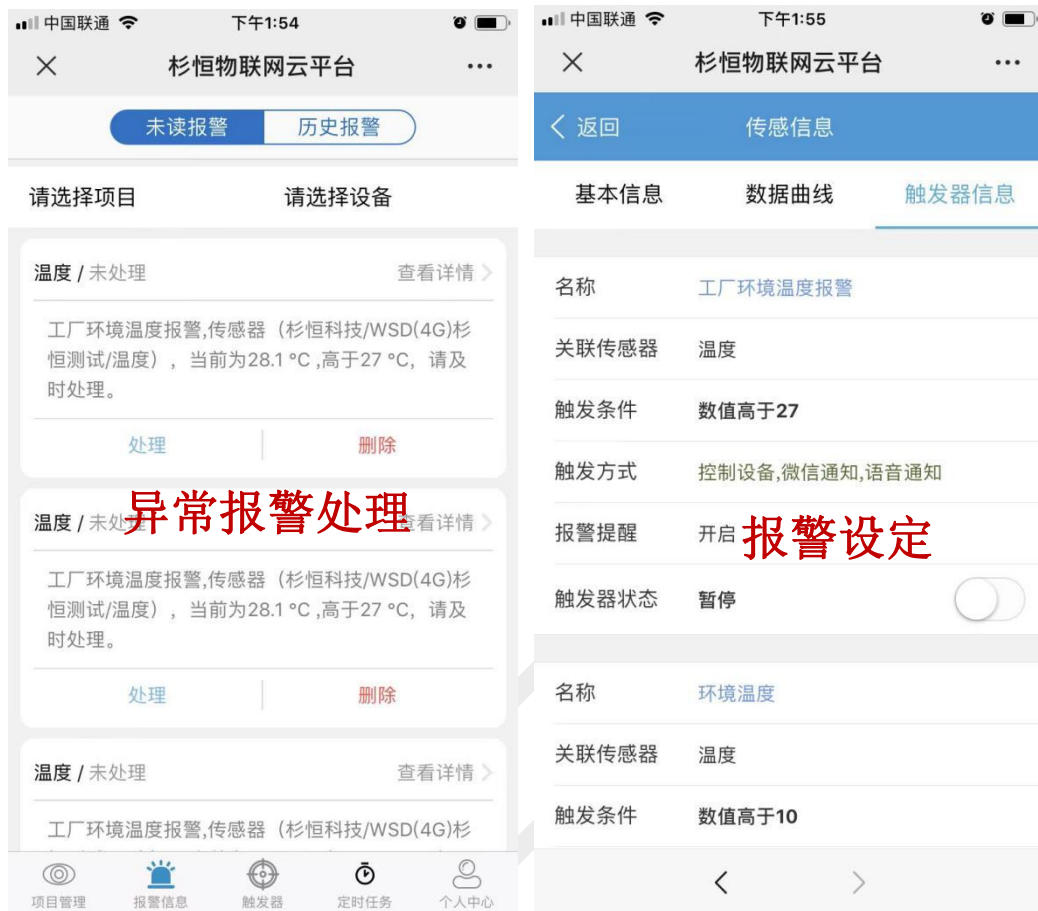 中国联通
下午1:54
杉恒物联网云平台
未读报警
历史报警
请选择项目
请选择设备
温度 / 未处理
查看详情
工厂环境温度报警,传感器（杉恒科技/WSD(4G)杉
恒测试/温度），当前为28.1 °C ,高于27 °C，请及
时处理。
处理
删除
异常报警处理
温度 / 未处理
查看详情
工厂环境温度报警,传感器（杉恒科技/WSD(4G)杉
恒测试/温度），当前为28.1 °C ,高于27 °C，请及
时处理。
处理
删除
温度 / 未处理
查看详情
工厂环境温度报警,传感器（杉恒科技/WSD(4G)杉
项目管理
报警信息
触发器
定时任务
个人中心
中国联通
下午1:55
杉恒物联网云平台
返回
传感信息
基本信息
数据曲线
触发器信息
名称 工厂环境温度报警
关联传感器 温度
触发条件 数值高于27
触发方式 控制设备,微信通知,语音通知
报警提醒 开启
报警设定
触发器状态 暂停
名称 环境温度
关联传感器 温度
触发条件 数值高于10